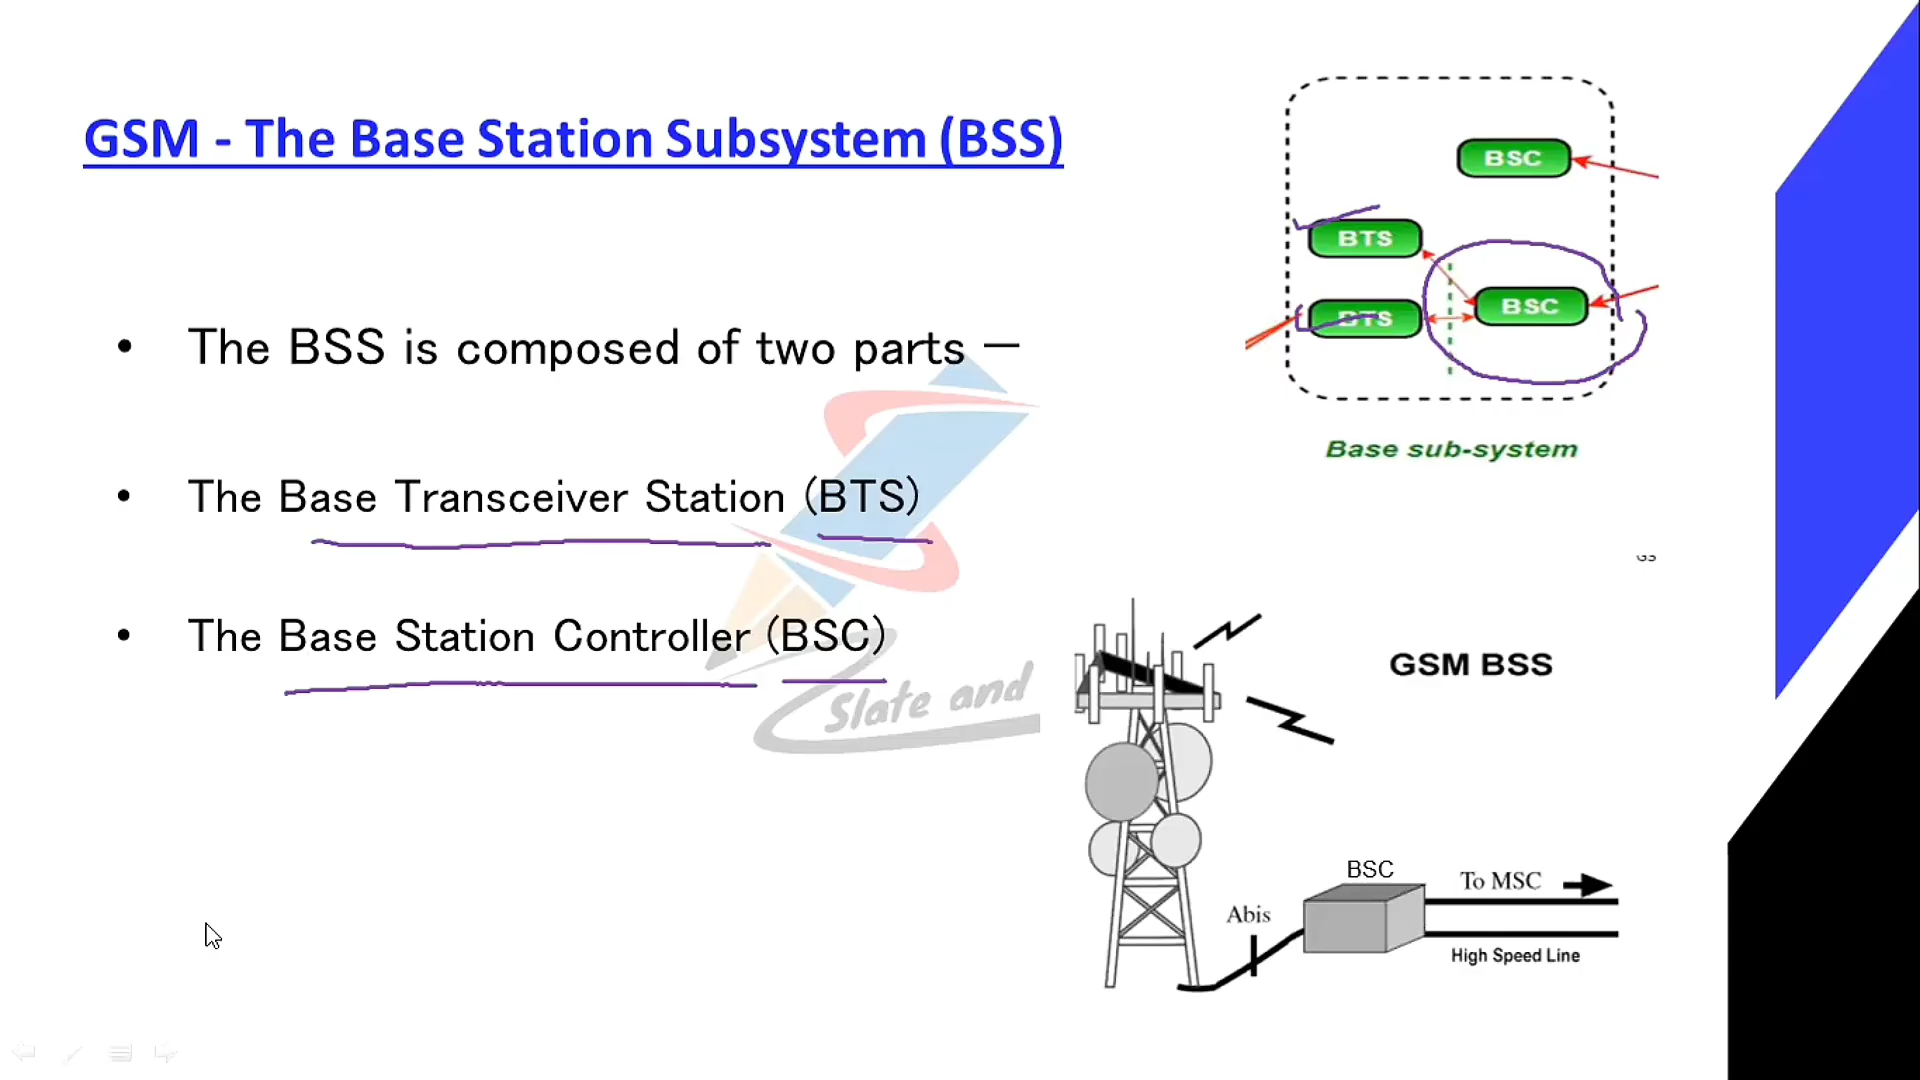 GSM - The Base Station Subsystem (BSS)
• The BSS is composed of two parts —
• The Base Transceiver Station (BTS)
• The Base Station Controller (BSC)
Slate and
BSC
BTS
BSC
BTS
Base sub-system
GSM BSS
BSC
To MSC
Abis
High Speed Line